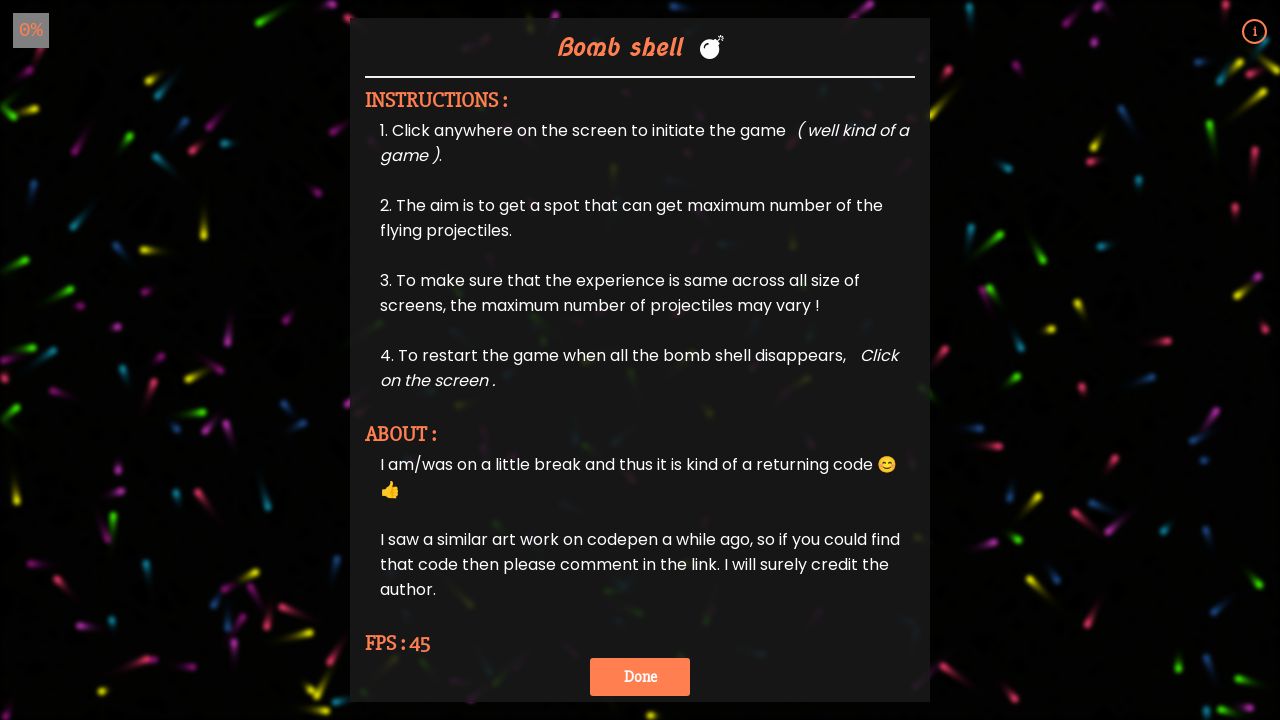 0%
i
Bomb shell 💣
INSTRUCTIONS :
1. Click anywhere on the screen to initiate the game ( well kind of a
game ).
2. The aim is to get a spot that can get maximum number of the
flying projectiles.
3. To make sure that the experience is same across all size of
screens, the maximum number of projectiles may vary !
4. To restart the game when all the bomb shell disappears, Click
on the screen .
ABOUT :
I am/was on a little break and thus it is kind of a returning code 😊
👍
I saw a similar art work on codepen a while ago, so if you could find
that code then please comment in the link. I will surely credit the
author.
FPS : 45
Done